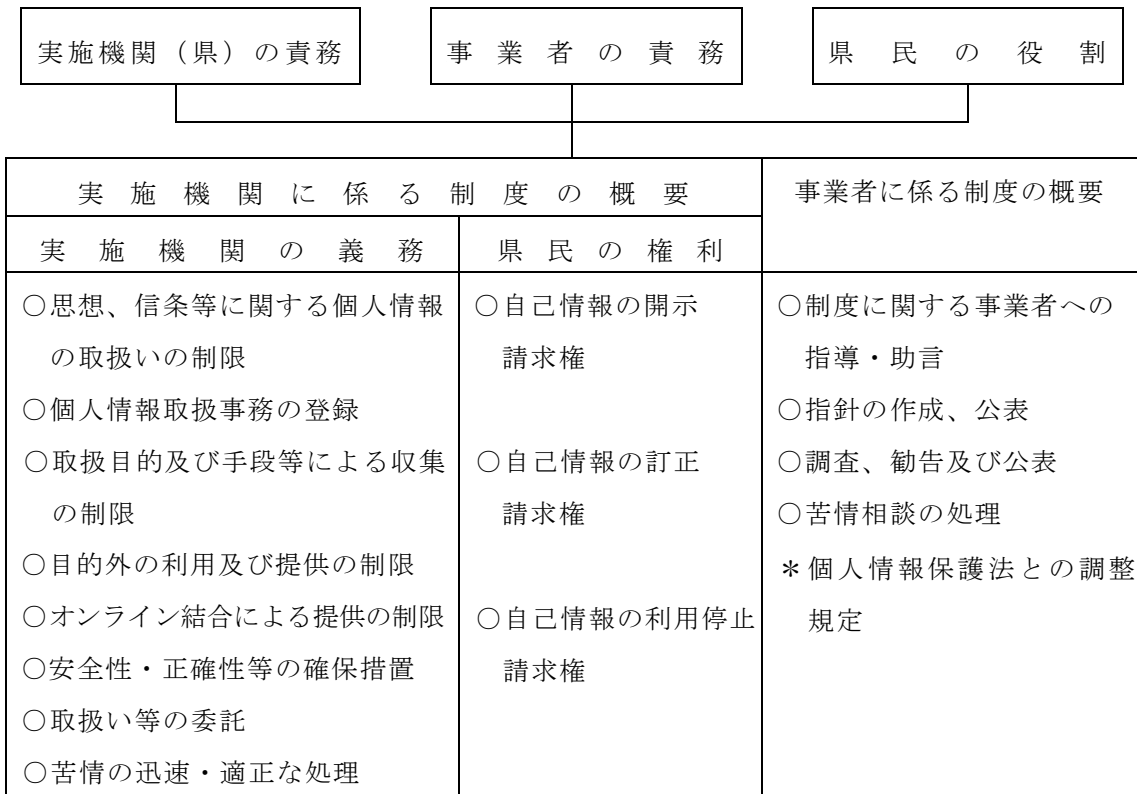 実施機関（県）の責務
事業者の責務
県民の役割
実施機関に係る制度の概要
事業者に係る制度の概要
実施機関の義務
県民の権利
○思想、信条等に関する個人情報
の取扱いの制限
○個人情報取扱事務の登録
○取扱目的及び手段等による収集
の制限
○目的外の利用及び提供の制限
○オンライン結合による提供の制限
○安全性・正確性等の確保措置
○取扱い等の委託
○苦情の迅速・適正な処理
○自己情報の開示
請求権
○自己情報の訂正
請求権
○自己情報の利用停止
請求権
○制度に関する事業者への
指導・助言
○指針の作成、公表
○調査、勧告及び公表
○苦情相談の処理
＊個人情報保護法との調整
規定